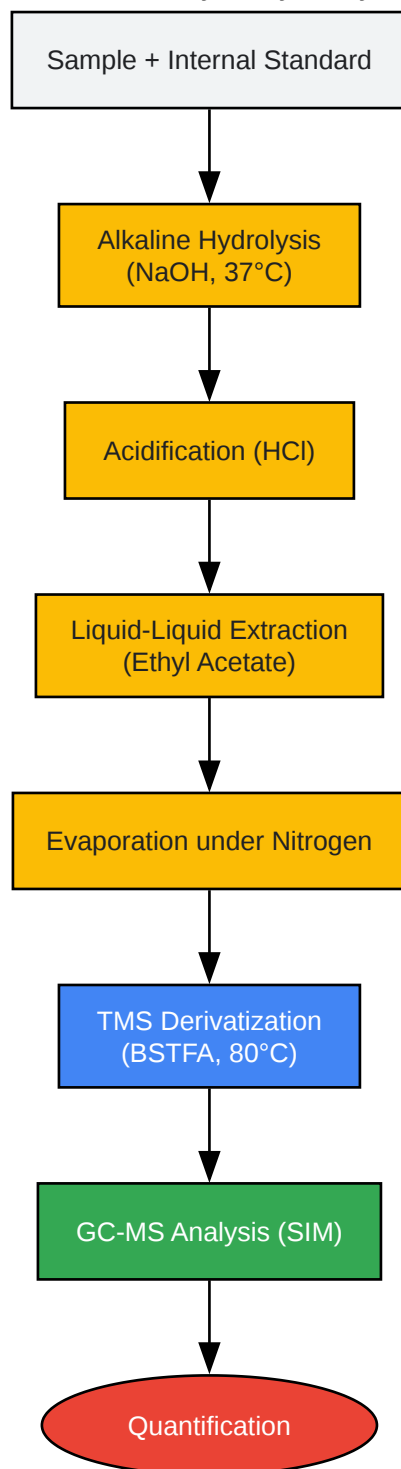 Sample + Internal Standard
Alkaline Hydrolysis
(NaOH, 37°C)
Acidification (HCl)
Liquid-Liquid Extraction
(Ethyl Acetate)
Evaporation under Nitrogen
TMS Derivatization
(BSTFA, 80°C)
GC-MS Analysis (SIM)
Quantification